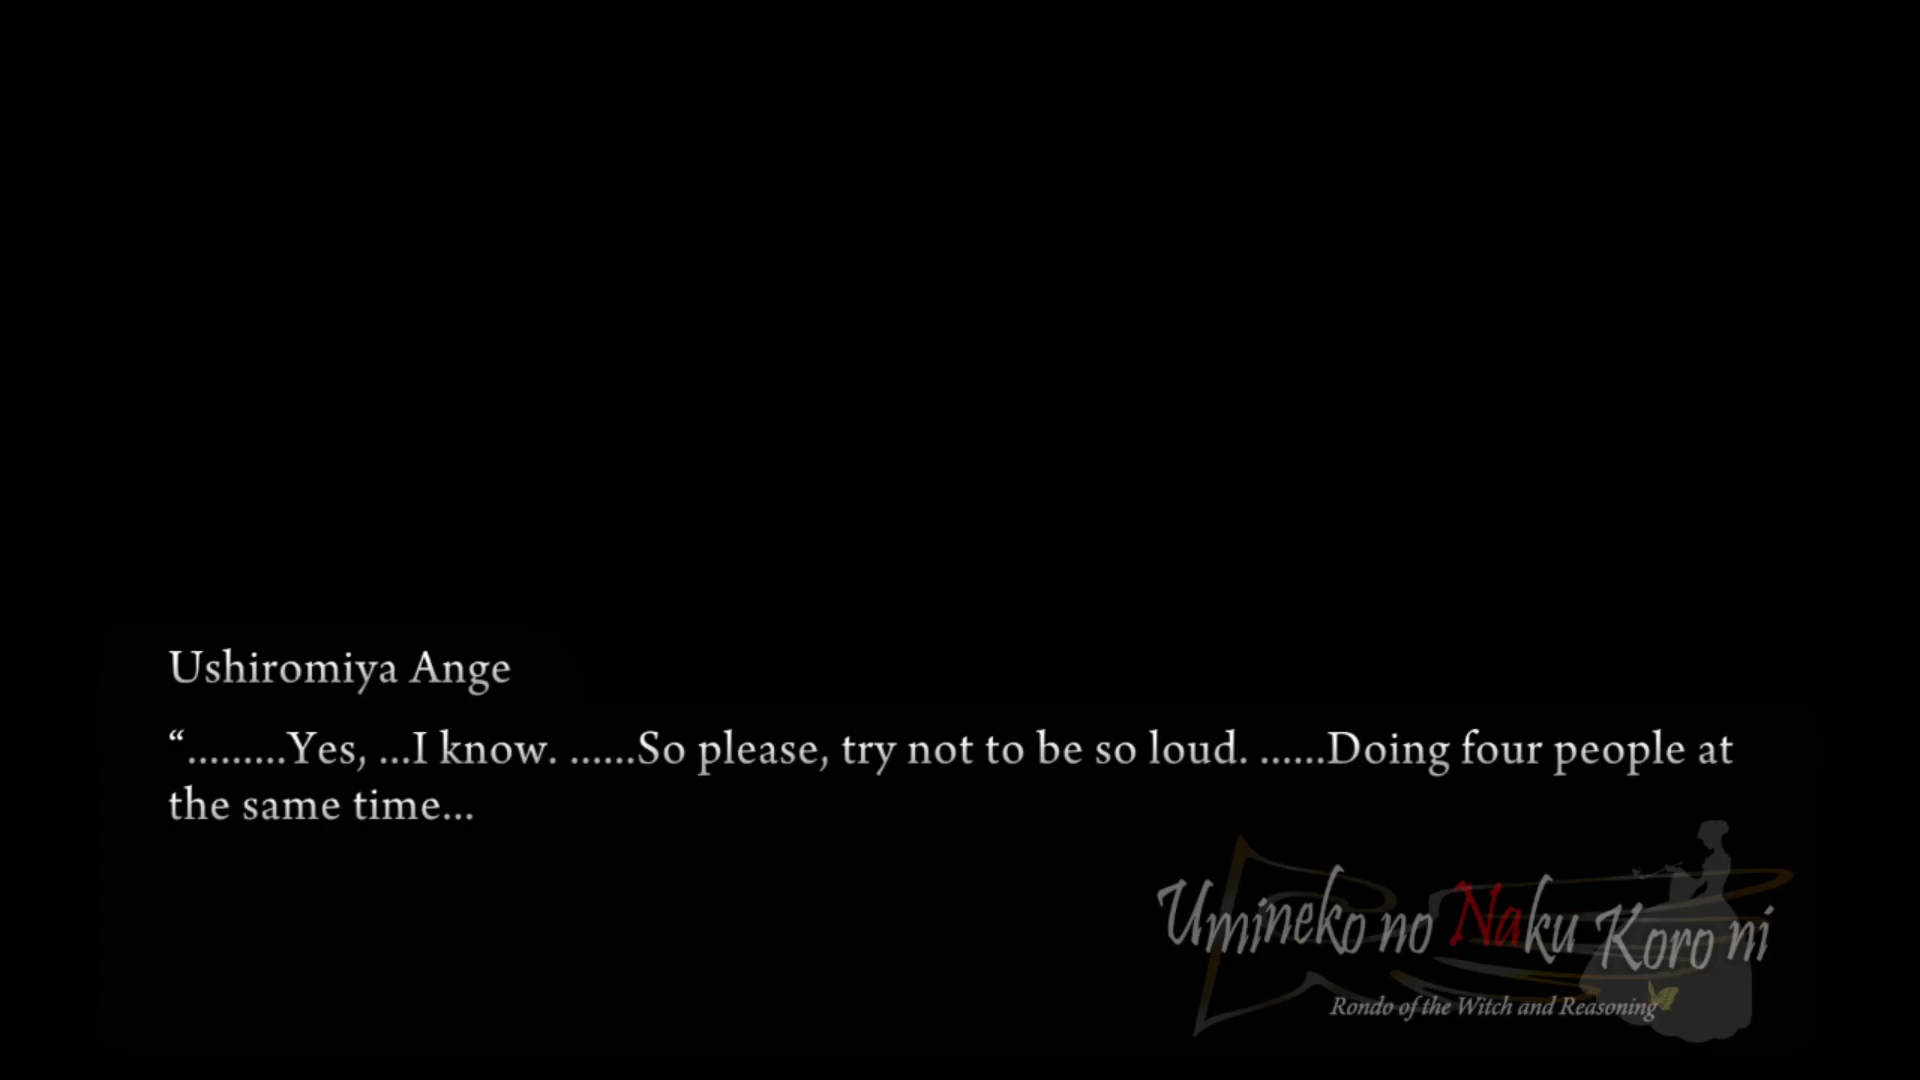 Ushiromiya Ange
“.........Yes, ...I know. ......So please, try not to be so loud. ......Doing four people at
the same time...
Umineko no Naku Koro ni
Rondo of the Witch and Reasoning